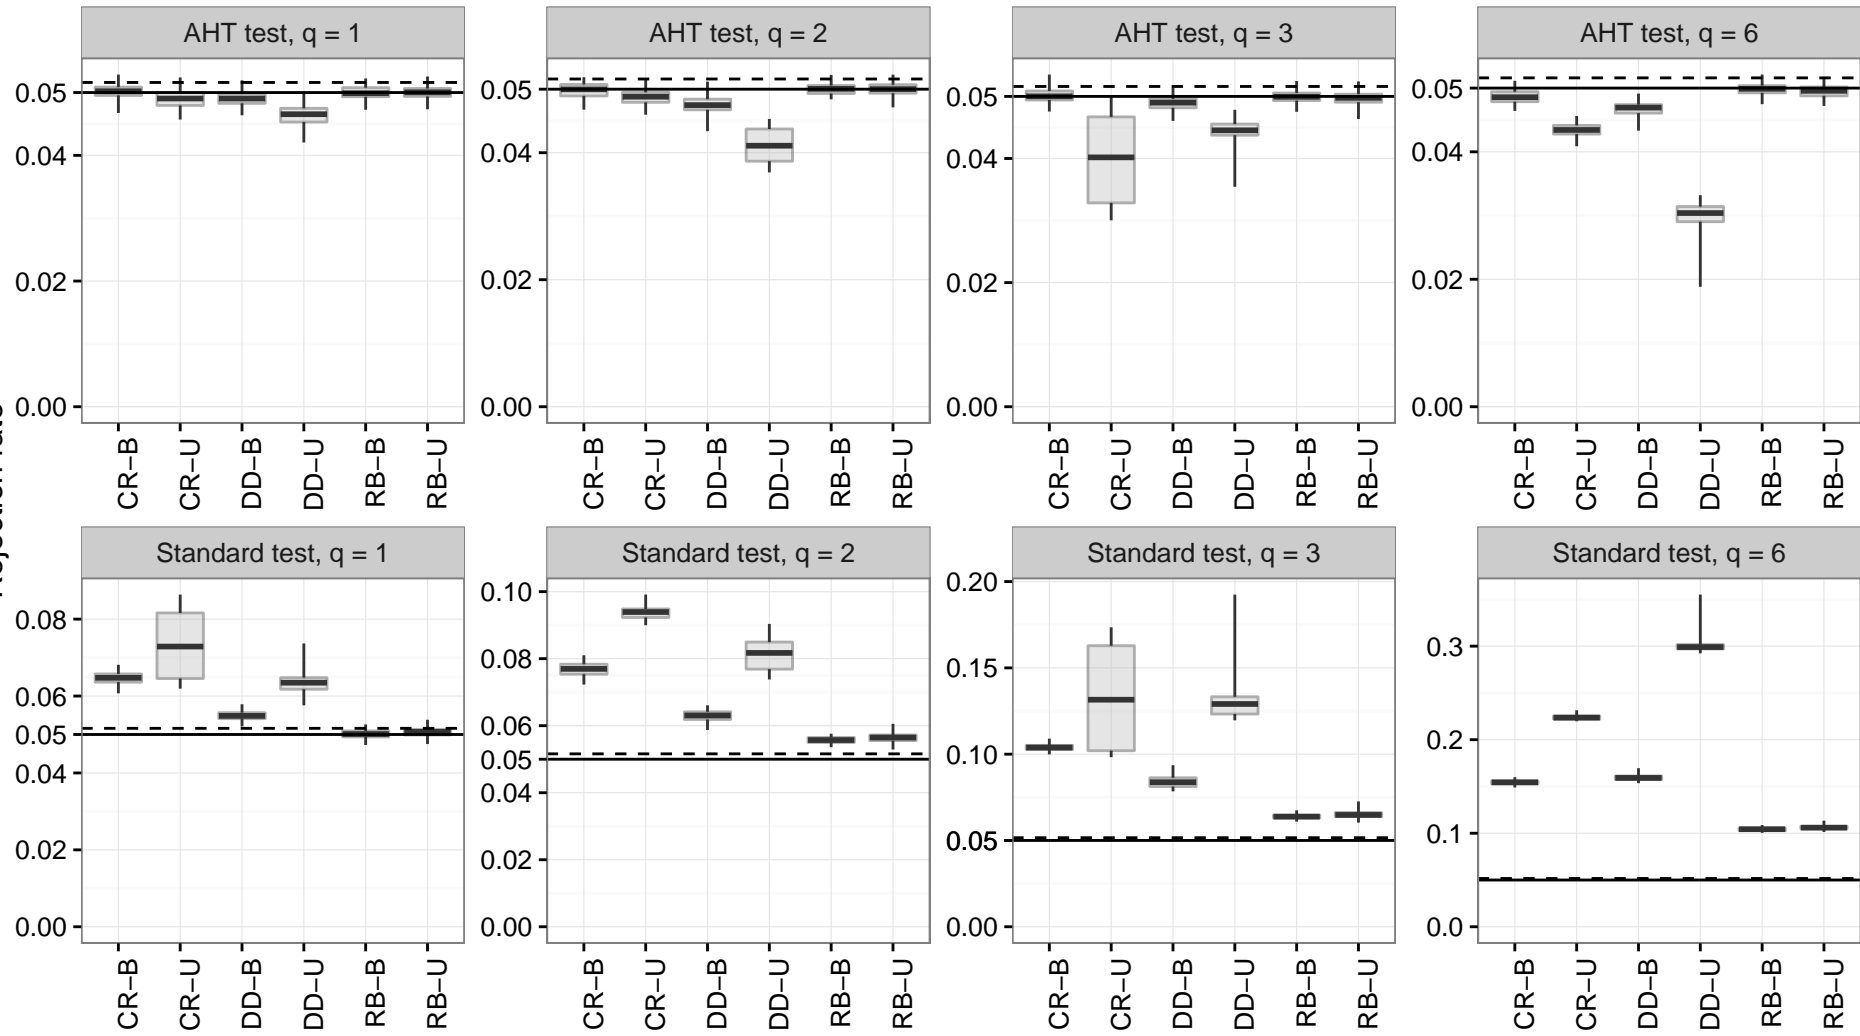 AHT test, q = 1
AHT test, q = 2
AHT test, q = 3
AHT test, q = 6
0.05
0.04
0.02
0.00
0.05
0.04
0.02
0.00
0.05
0.04
0.02
0.00
0.05
0.04
0.02
0.00
CR−B
CR−U
DD−B
DD−U
RB−B
RB−U
CR−B
CR−U
DD−B
DD−U
RB−B
RB−U
CR−B
CR−U
DD−B
DD−U
RB−B
RB−U
CR−B
CR−U
DD−B
DD−U
RB−B
RB−U
Standard test, q = 1
Standard test, q = 2
Standard test, q = 3
Standard test, q = 6
0.08
0.06
0.05
0.04
0.02
0.00
0.10
0.08
0.06
0.05
0.04
0.02
0.00
0.20
0.15
0.10
0.05
0.00
0.3
0.2
0.1
0.0
CR−B
CR−U
DD−B
DD−U
RB−B
RB−U
CR−B
CR−U
DD−B
DD−U
RB−B
RB−U
CR−B
CR−U
DD−B
DD−U
RB−B
RB−U
CR−B
CR−U
DD−B
DD−U
RB−B
RB−U